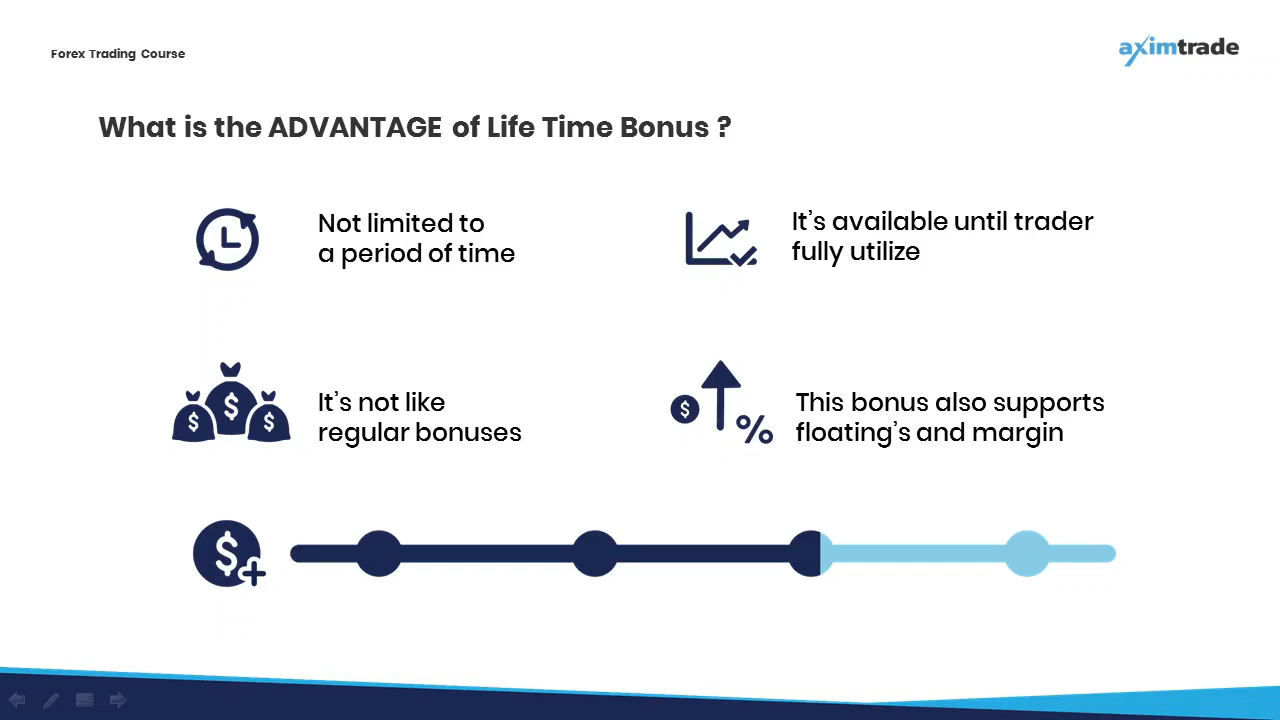 Forex Trading Course
aximtrade
What is the ADVANTAGE of Life Time Bonus ?
Not limited to
a period of time
It's available until trader
fully utilize
It's not like
regular bonuses
This bonus also supports
floating's and margin